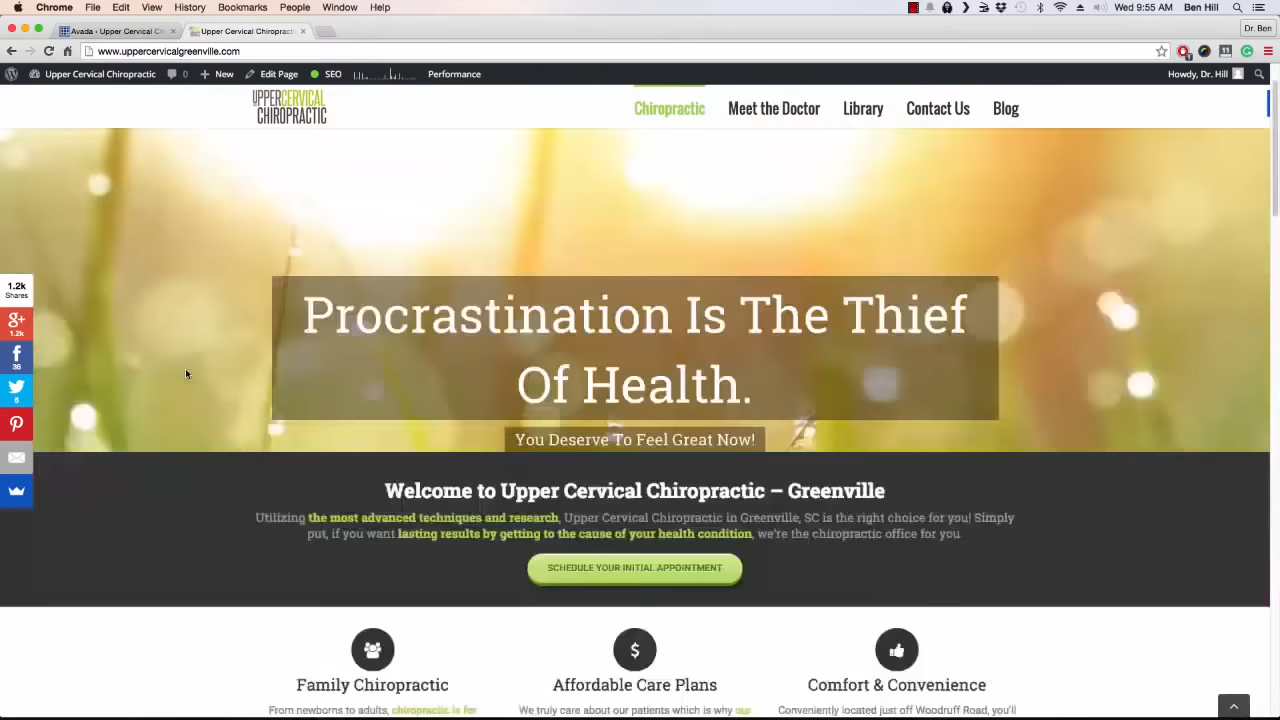 Chrome File Edit View History Bookmarks People Window Help Wed 9:55 AM Ben Hill
Avada › Upper Cervical C Upper Cervical Chiropract Dr. Ben
www.uppercervicalgreenville.com
Upper Cervical Chiropractic 0 + New Edit Page SEO Performance Howdy, Dr. Hill
UPPERCERVICAL
CHIROPRACTIC
Chiropractic Meet the Doctor Library Contact Us Blog
1.2k
Shares
1.2k
36
6
Procrastination Is The Thief
Of Health.
You Deserve To Feel Great Now!
Welcome to Upper Cervical Chiropractic – Greenville
Utilizing the most advanced techniques and research, Upper Cervical Chiropractic in Greenville, SC is the right choice for you! Simply
put, if you want lasting results by getting to the cause of your health condition, we're the chiropractic office for you
SCHEDULE YOUR INITIAL APPOINTMENT
Family Chiropractic Affordable Care Plans Comfort & Convenience
From newborns to adults, chiropractic is for We truly care about our patients which is why our Conveniently located just off Woodruff Road, you'll